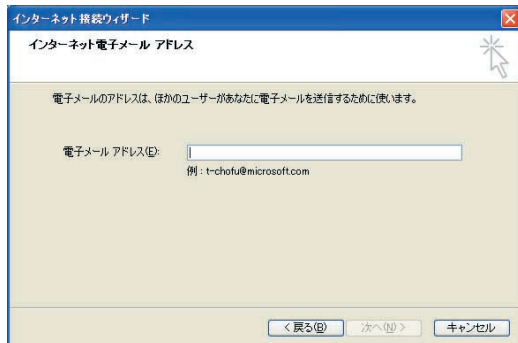 インターネット接続ウィザード
インターネット電子メール アドレス
電子メールのアドレスは、ほかのユーザーがあなたに電子メールを送信するために使います。
電子メール アドレス(E):
例 : t-chofu@microsoft.com
< 戻る(B) 次へ(N) > キャンセル